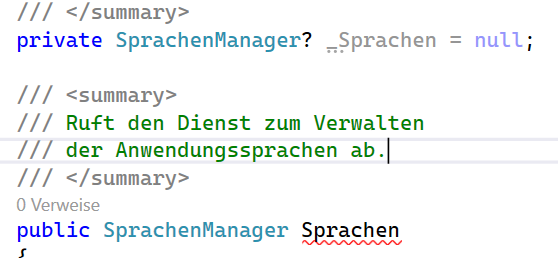 /// </summary>
private SprachenManager? _Sprachen = null;
/// <summary>
/// Ruft den Dienst zum Verwalten
/// der Anwendungssprachen ab.
/// </summary>
0 Verweise
public SprachenManager Sprachen
{